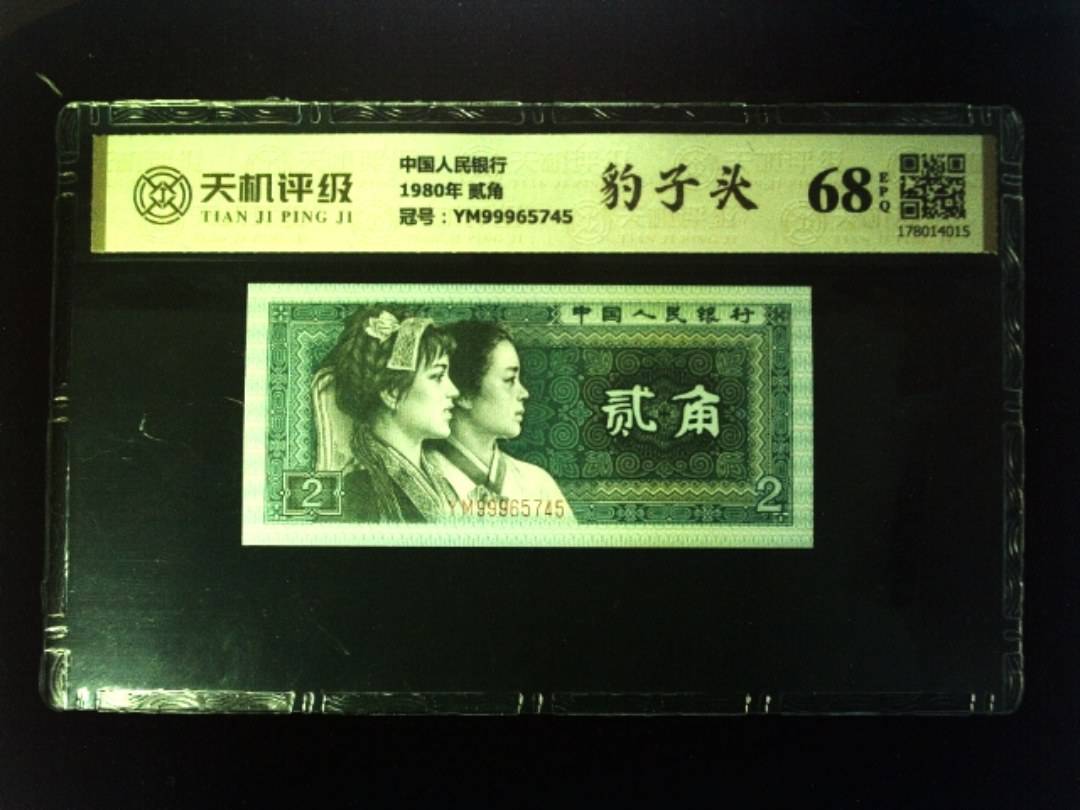 天机评级
TIAN JI PING JI
中国人民银行
1980年 贰角
冠号：YM99965745
豹子头
68
EPQ
178014015
中国人民银行
贰角
2
YM99965745
2